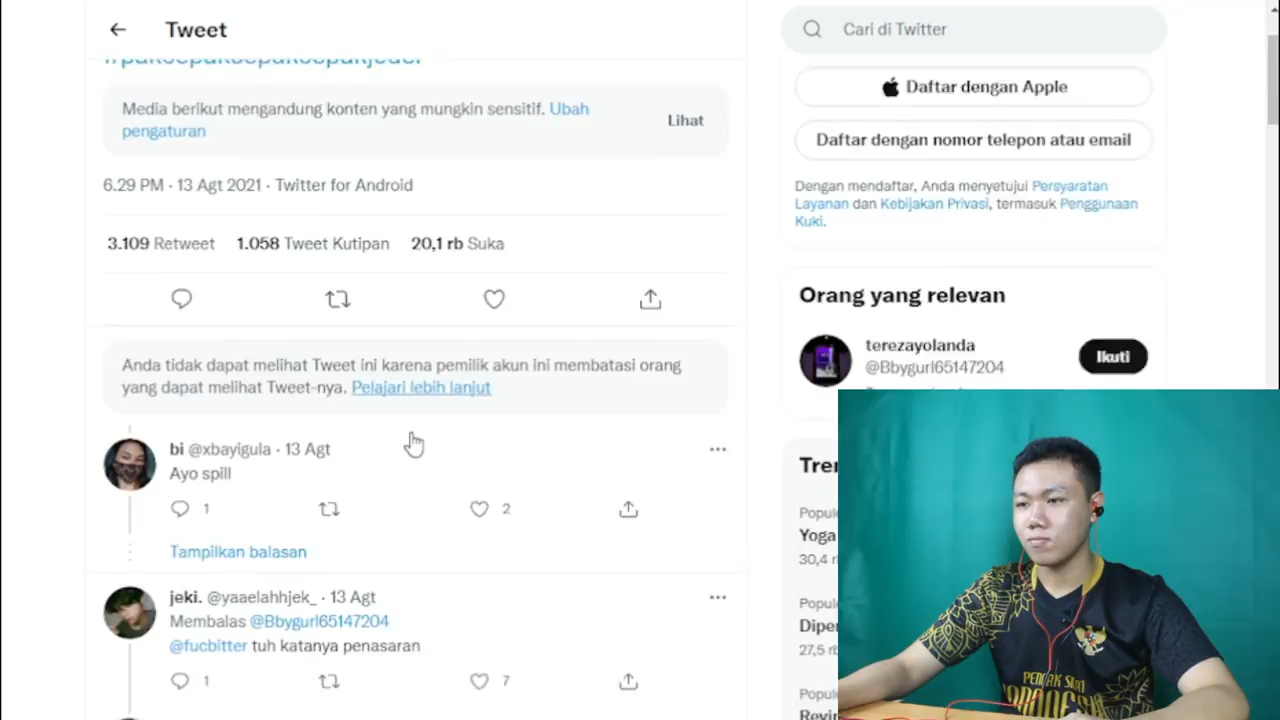 Tweet
Cari di Twitter
Media berikut mengandung konten yang mungkin sensitif. Ubah
pengaturan
Lihat
6.29 PM · 13 Agt 2021 · Twitter for Android
3.109 Retweet 1.058 Tweet Kutipan 20,1 rb Suka
Anda tidak dapat melihat Tweet ini karena pemilik akun ini membatasi orang
yang dapat melihat Tweet-nya. Pelajari lebih lanjut
bi @xbayigula · 13 Agt
Ayo spill
1
2
Tampilkan balasan
jeki. @yaaelahhjek_ · 13 Agt
Membalas @Bbygurl65147204
@fucbitter tuh katanya penasaran
1
7
Daftar dengan Apple
Daftar dengan nomor telepon atau email
Dengan mendaftar, Anda menyetujui Persyaratan
Layanan dan Kebijakan Privasi, termasuk Penggunaan
Kuki.
Orang yang relevan
terezayolanda
@Bbygurl65147204
Ikuti
Yoga
30,4
27,5
PENCAK SILAT
INDONESIA